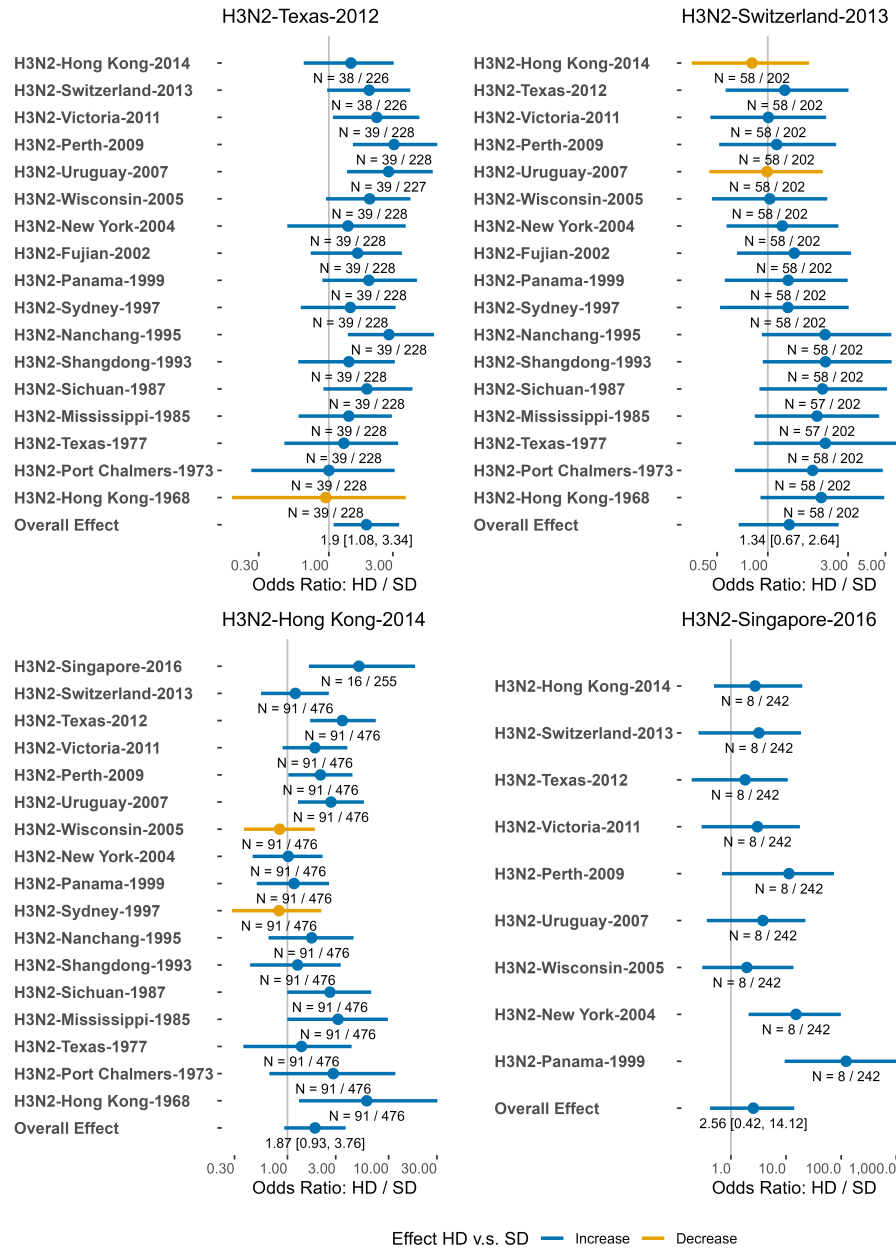 H3N2-Texas-2012
H3N2-Hong Kong-2014
N = 38 / 226
H3N2-Switzerland-2013
N = 38 / 226
H3N2-Victoria-2011
N = 39 / 228
H3N2-Perth-2009
N = 39 / 228
H3N2-Uruguay-2007
N = 39 / 227
H3N2-Wisconsin-2005
N = 39 / 228
H3N2-New York-2004
N = 39 / 228
H3N2-Fujian-2002
N = 39 / 228
H3N2-Panama-1999
N = 39 / 228
H3N2-Sydney-1997
N = 39 / 228
H3N2-Nanchang-1995
N = 39 / 228
H3N2-Shangdong-1993
N = 39 / 228
H3N2-Sichuan-1987
N = 39 / 228
H3N2-Mississippi-1985
N = 39 / 228
H3N2-Texas-1977
N = 39 / 228
H3N2-Port Chalmers-1973
N = 39 / 228
H3N2-Hong Kong-1968
N = 39 / 228
Overall Effect
1.9 [1.08, 3.34]
0.30 1.00 3.00
Odds Ratio: HD / SD
H3N2-Switzerland-2013
H3N2-Hong Kong-2014
N = 58 / 202
H3N2-Texas-2012
N = 58 / 202
H3N2-Victoria-2011
N = 58 / 202
H3N2-Perth-2009
N = 58 / 202
H3N2-Uruguay-2007
N = 58 / 202
H3N2-Wisconsin-2005
N = 58 / 202
H3N2-New York-2004
N = 58 / 202
H3N2-Fujian-2002
N = 58 / 202
H3N2-Panama-1999
N = 58 / 202
H3N2-Sydney-1997
N = 58 / 202
H3N2-Nanchang-1995
N = 58 / 202
H3N2-Shangdong-1993
N = 58 / 202
H3N2-Sichuan-1987
N = 57 / 202
H3N2-Mississippi-1985
N = 57 / 202
H3N2-Texas-1977
N = 58 / 202
H3N2-Port Chalmers-1973
N = 58 / 202
H3N2-Hong Kong-1968
N = 58 / 202
Overall Effect
1.34 [0.67, 2.64]
0.50 1.00 3.00 5.00
Odds Ratio: HD / SD
H3N2-Hong Kong-2014
H3N2-Singapore-2016
N = 16 / 255
H3N2-Switzerland-2013
N = 91 / 476
H3N2-Texas-2012
N = 91 / 476
H3N2-Victoria-2011
N = 91 / 476
H3N2-Perth-2009
N = 91 / 476
H3N2-Uruguay-2007
N = 91 / 476
H3N2-Wisconsin-2005
N = 91 / 476
H3N2-New York-2004
N = 91 / 476
H3N2-Panama-1999
N = 91 / 476
H3N2-Sydney-1997
N = 91 / 476
H3N2-Nanchang-1995
N = 91 / 476
H3N2-Shangdong-1993
N = 91 / 476
H3N2-Sichuan-1987
N = 91 / 476
H3N2-Mississippi-1985
N = 91 / 476
H3N2-Texas-1977
N = 91 / 476
H3N2-Port Chalmers-1973
N = 91 / 476
H3N2-Hong Kong-1968
N = 91 / 476
Overall Effect
1.87 [0.93, 3.76]
0.30 1.00 3.00 10.00 30.00
Odds Ratio: HD / SD
H3N2-Singapore-2016
H3N2-Hong Kong-2014
N = 8 / 242
H3N2-Switzerland-2013
N = 8 / 242
H3N2-Texas-2012
N = 8 / 242
H3N2-Victoria-2011
N = 8 / 242
H3N2-Perth-2009
N = 8 / 242
H3N2-Uruguay-2007
N = 8 / 242
H3N2-Wisconsin-2005
N = 8 / 242
H3N2-New York-2004
N = 8 / 242
H3N2-Panama-1999
N = 8 / 242
Overall Effect
2.56 [0.42, 14.12]
1.0 10.0 100.0 1,000.0
Odds Ratio: HD / SD
Effect HD v.s. SD Increase Decrease